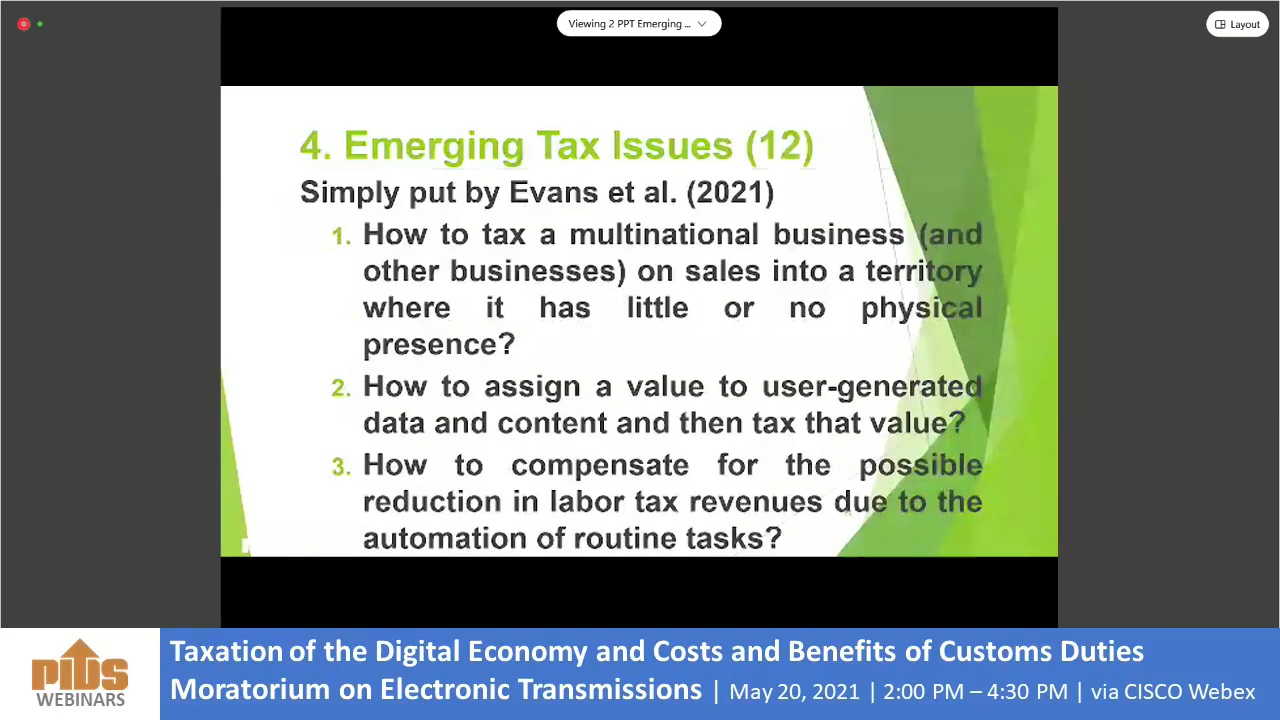 Viewing 2 PPT Emerging ...
Layout
4. Emerging Tax Issues (12)
Simply put by Evans et al. (2021)
1. How to tax a multinational business (and
other businesses) on sales into a territory
where it has little or no physical
presence?
2. How to assign a value to user-generated
data and content and then tax that value?
3. How to compensate for the possible
reduction in labor tax revenues due to the
automation of routine tasks?
PIDS
WEBINARS
Taxation of the Digital Economy and Costs and Benefits of Customs Duties
Moratorium on Electronic Transmissions | May 20, 2021 | 2:00 PM – 4:30 PM | via CISCO Webex